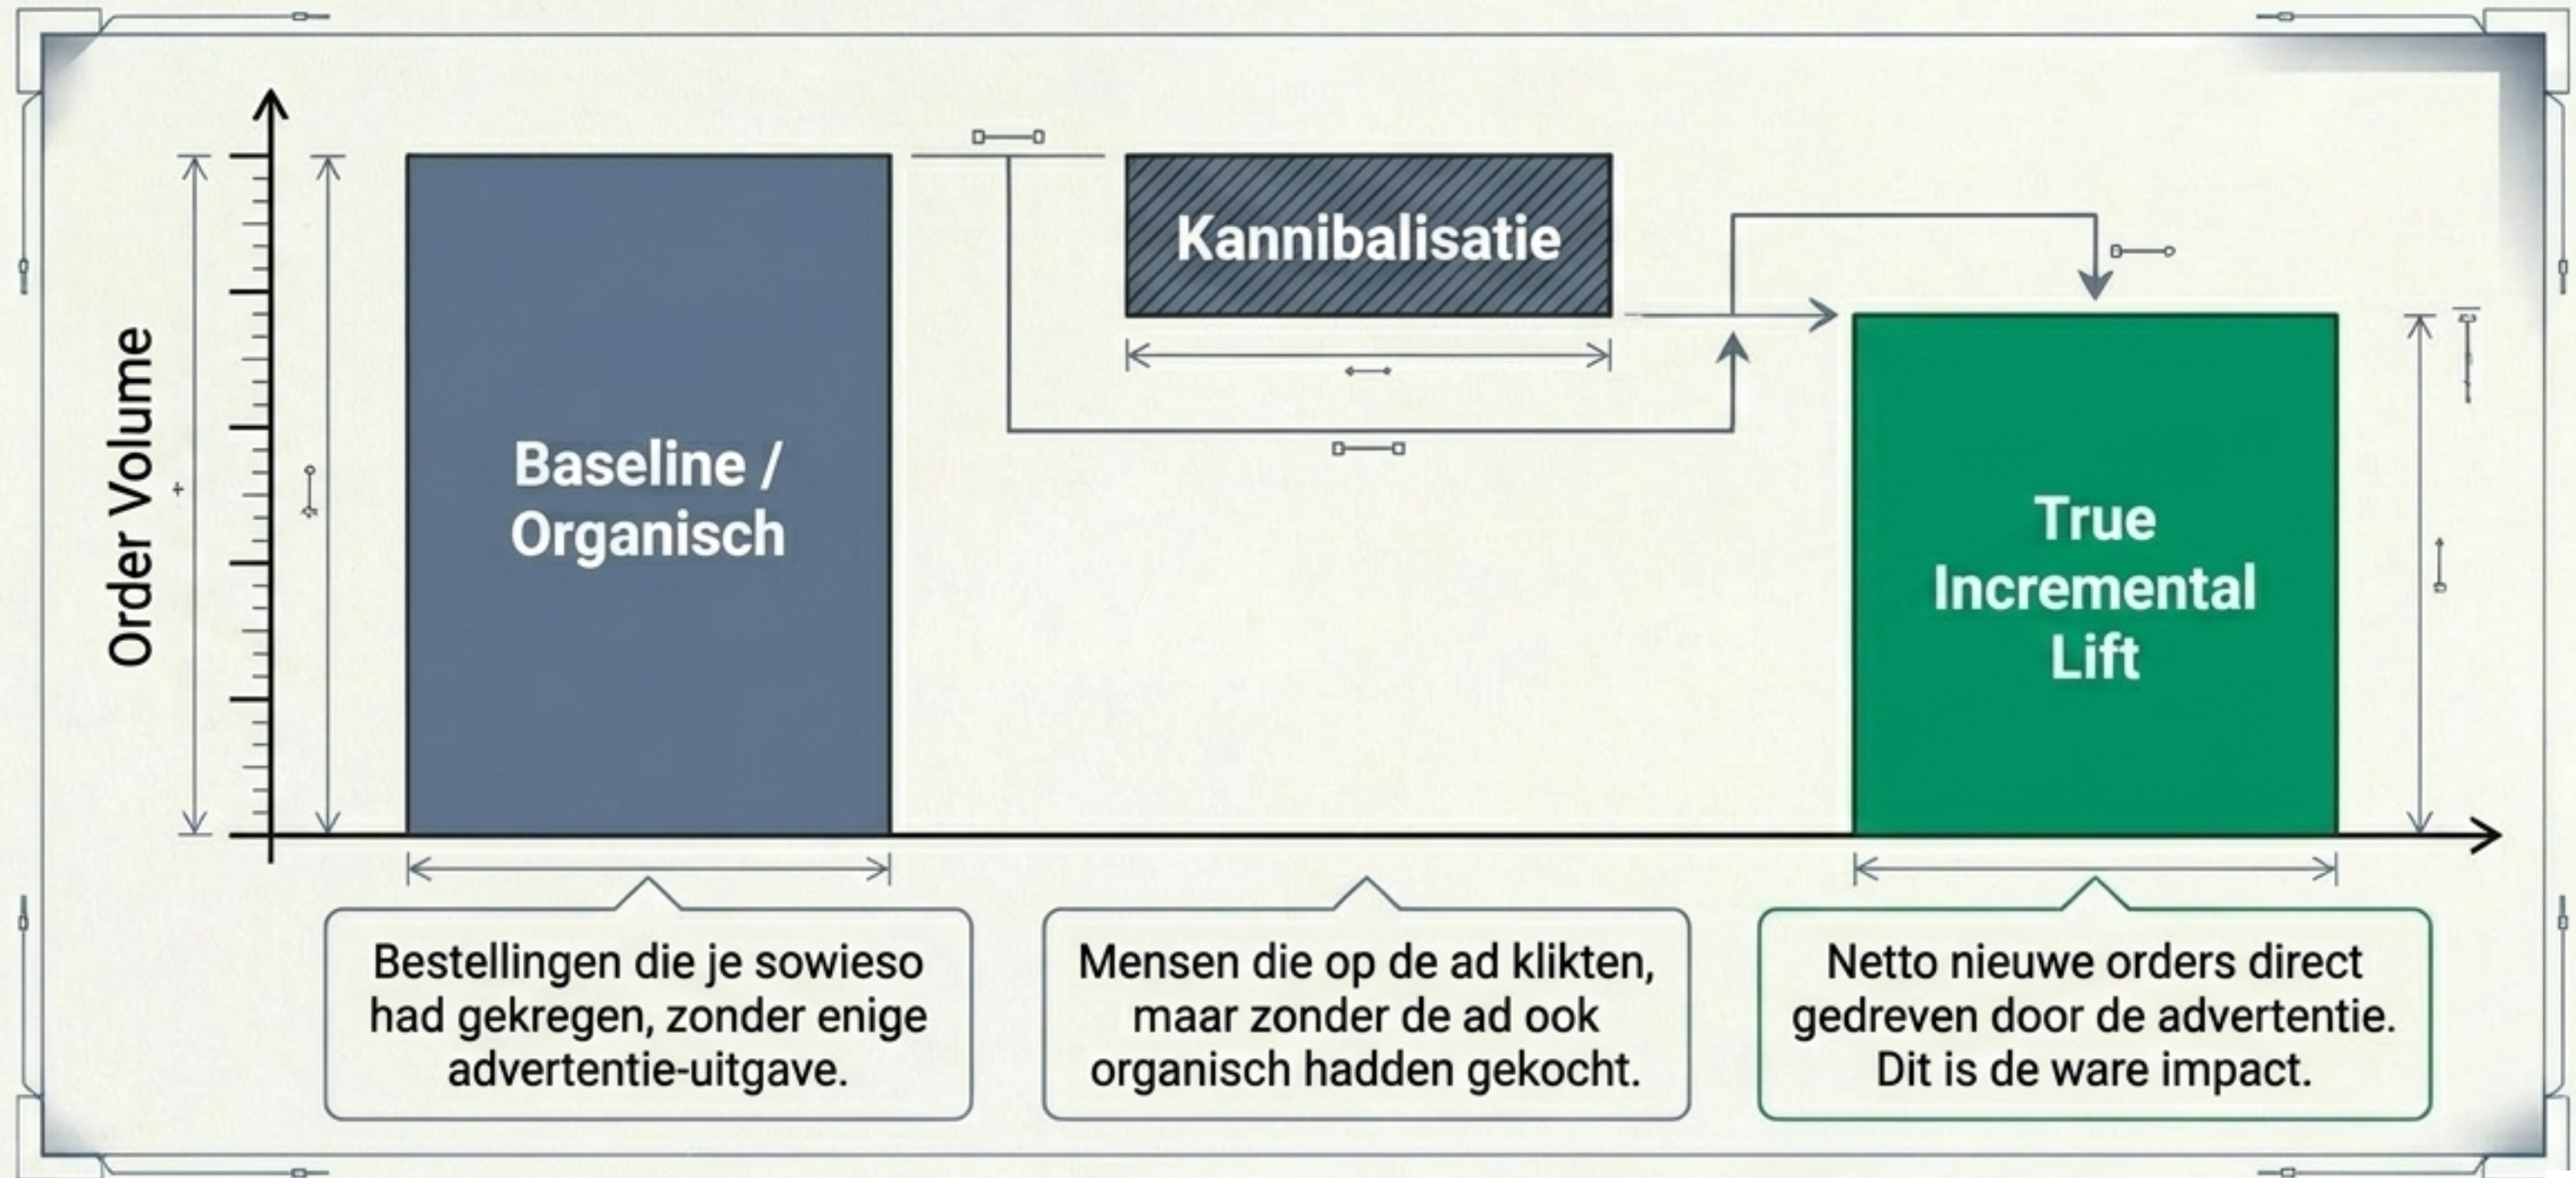 Order Volume
Baseline /
Organisch
Kannibalisatie
True
Incremental
Lift
Bestellingen die je sowieso
had gekregen, zonder enige
advertentie-uitgave.
Mensen die op de ad klikten,
maar zonder de ad ook
organisch hadden gekocht.
Netto nieuwe orders direct
gedreven door de advertentie.
Dit is de ware impact.